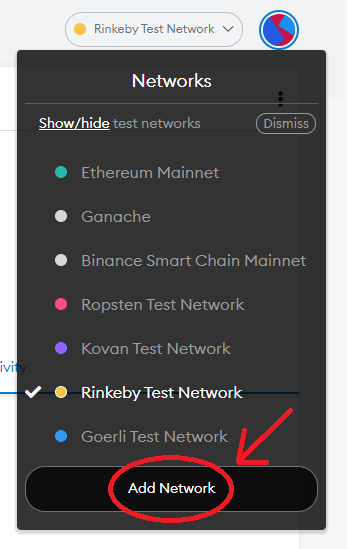 Rinkeby Test Network
Networks
Show/hide test networks
Dismiss
Ethereum Mainnet
Ganache
Binance Smart Chain Mainnet
Ropsten Test Network
Kovan Test Network
ivity
Rinkeby Test Network
Goerli Test Network
Add Network